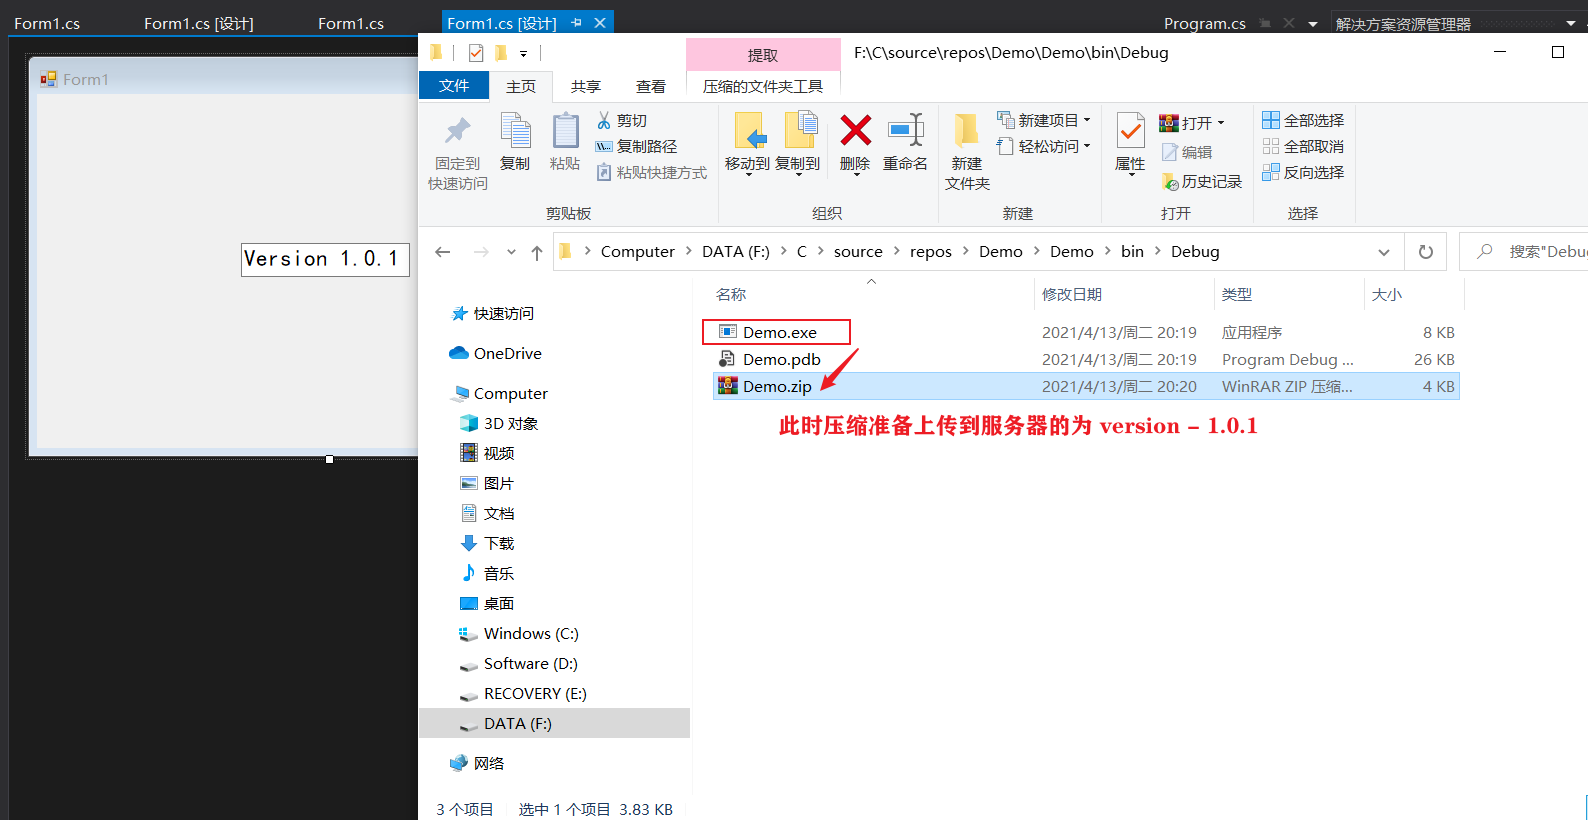 Form1.cs
Form1.cs [设计]
Form1.cs
Form1.cs [设计]
Program.cs
解决方案资源管理器
Form1
Version 1.0.1
提取
F:\C\source\repos\Demo\Demo\bin\Debug
文件
主页
共享
查看
压缩的文件夹工具
固定到
快速访问
复制
粘贴
剪切
复制路径
粘贴快捷方式
剪贴板
移动到
复制到
删除
重命名
组织
新建
文件夹
新建项目
轻松访问
新建
属性
打开
编辑
历史记录
打开
全部选择
全部取消
反向选择
选择
Computer
DATA (F:)
C
source
repos
Demo
Demo
bin
Debug
搜索"Debu
快速访问
OneDrive
Computer
3D 对象
视频
图片
文档
下载
音乐
桌面
Windows (C:)
Software (D:)
RECOVERY (E:)
DATA (F:)
网络
名称 修改日期 类型 大小
Demo.exe 2021/4/13/周二 20:19 应用程序 8 KB
Demo.pdb 2021/4/13/周二 20:19 Program Debug ... 26 KB
Demo.zip 2021/4/13/周二 20:20 WinRAR ZIP 压缩... 4 KB
此时压缩准备上传到服务器的为 version – 1.0.1
3 个项目 选中 1 个项目 3.83 KB